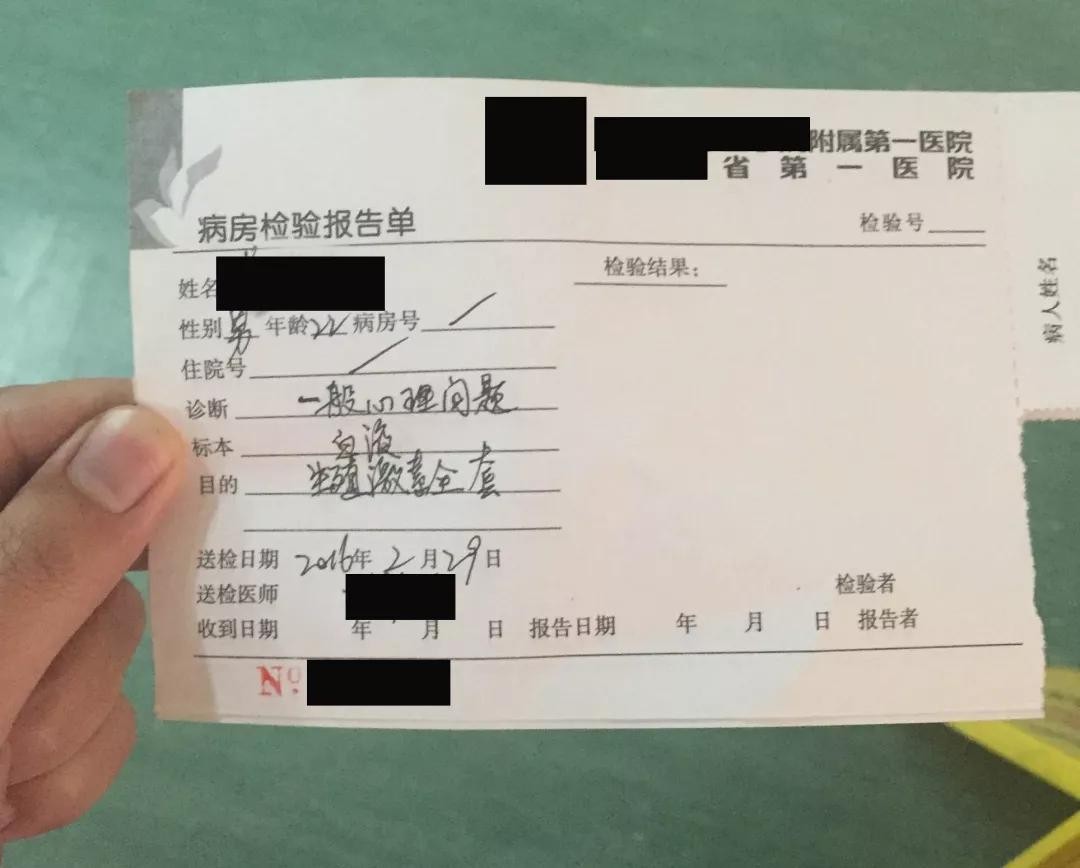 附属第一医院
省第一医院
病房检验报告单
检验号
姓名
检验结果：
性别 男 年龄 22 病房号 /
住院号 /
诊断 一般心理问题
标本 血液
目的 生殖激素全套
送检日期 2016年 2 月 29 日
送检医师
检验者
收到日期 年 月 日 报告日期 年 月 日 报告者
No.
病人姓名